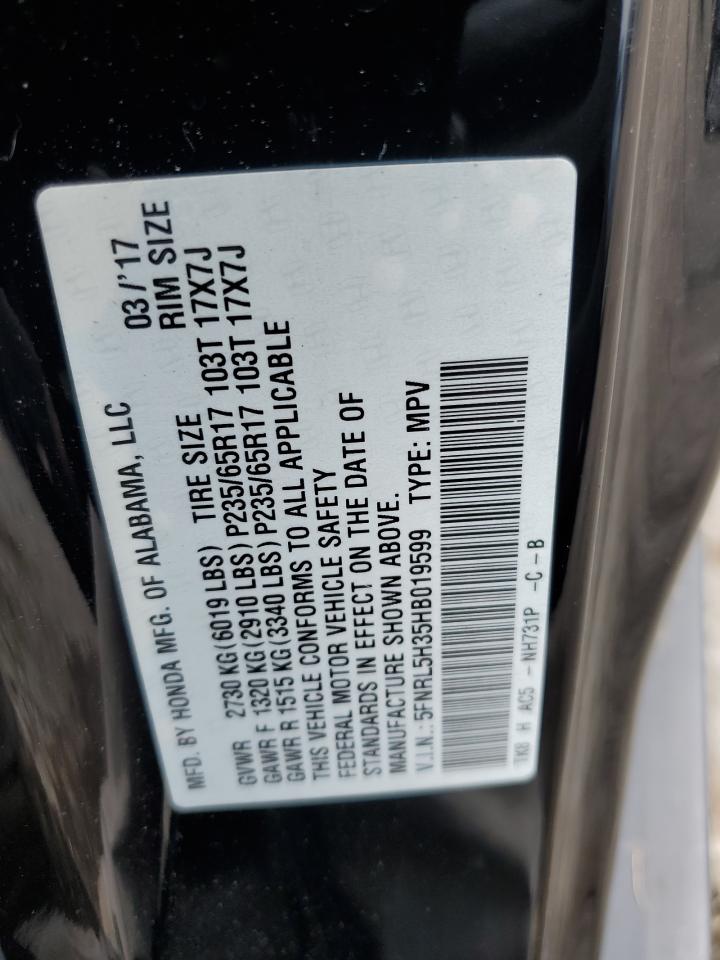 MFD. BY HONDA MFG. OF ALABAMA, LLC 03/'17
GVWR 2730 KG(6019 LBS) TIRE SIZE RIM SIZE
GAWR F 1320 KG(2910 LBS) P235/65R17 103T 17X7J
GAWR R 1515 KG(3340 LBS) P235/65R17 103T 17X7J
THIS VEHICLE CONFORMS TO ALL APPLICABLE
FEDERAL MOTOR VEHICLE SAFETY
STANDARDS IN EFFECT ON THE DATE OF
MANUFACTURE SHOWN ABOVE.
V.I.N.: 5FNRL5H35HB019599 TYPE: MPV
TK8 H AC5 - NH731P - C - B